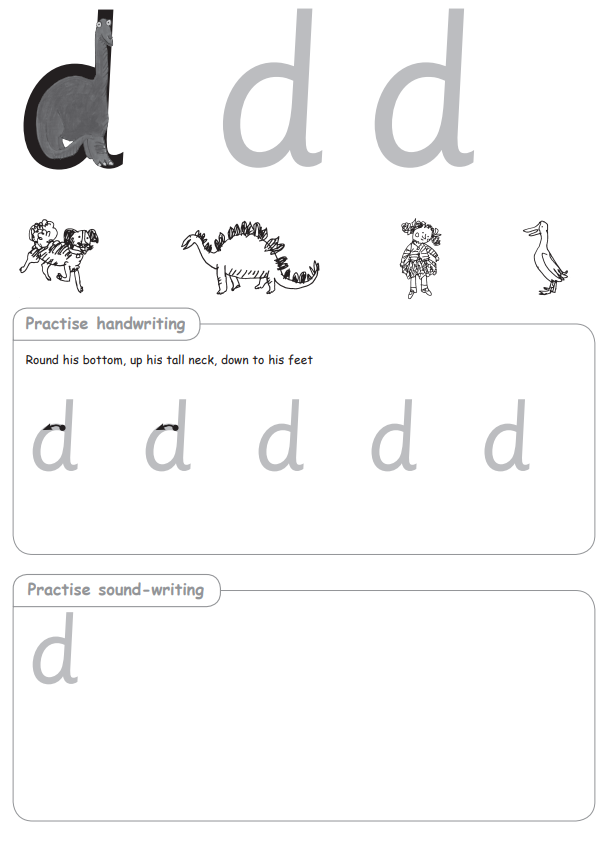 d d d
Practise handwriting
Round his bottom, up his tall neck, down to his feet
d d d d d
Practise sound-writing
d